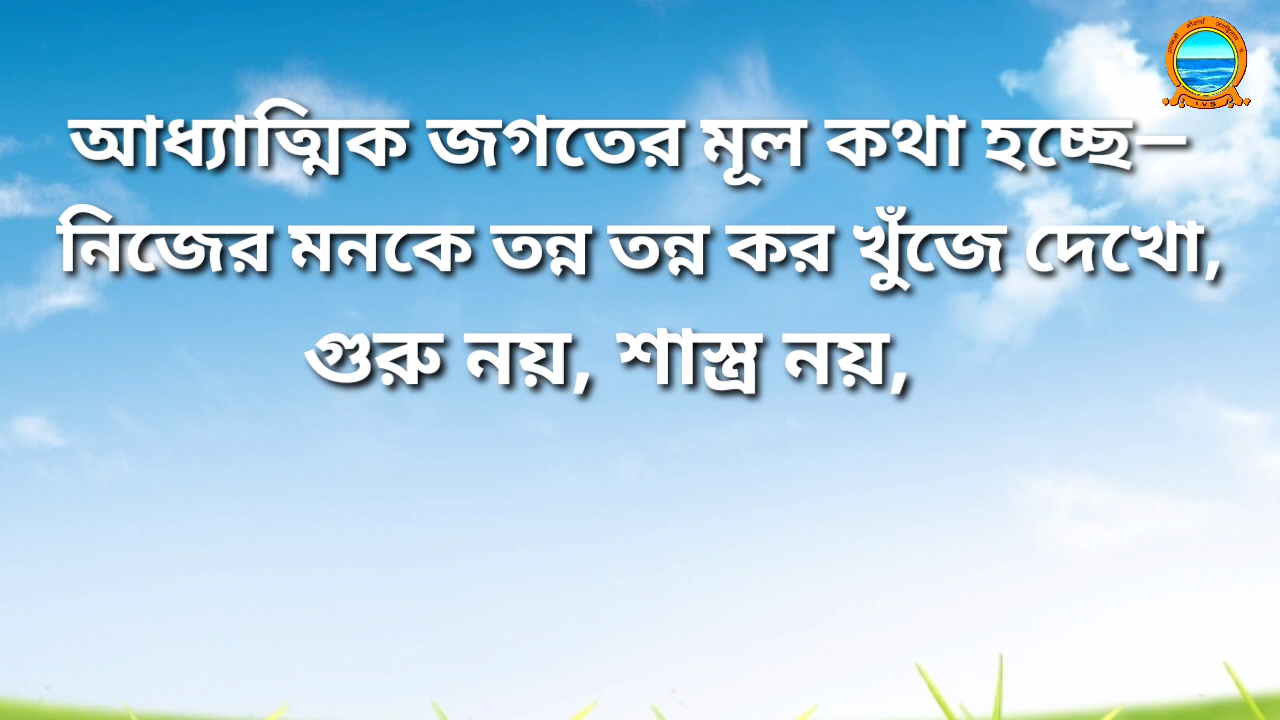 আধ্যাত্মিক জগতের মূল কথা হচ্ছে—
নিজের মনকে তন্ন তন্ন কর খুঁজে দেখো,
গুরু নয়, শাস্ত্র নয়,
I.V.S